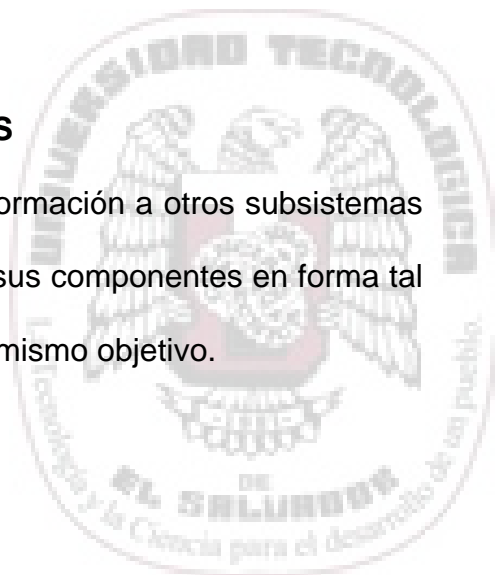 S
ormación a otros subsistemas
sus componentes en forma tal
mismo objetivo.
UNIVERSIDAD TECNOLOGICA
DE
EL SALVADOR
La Tecnología y la Ciencia para el desarrollo de un pueblo.